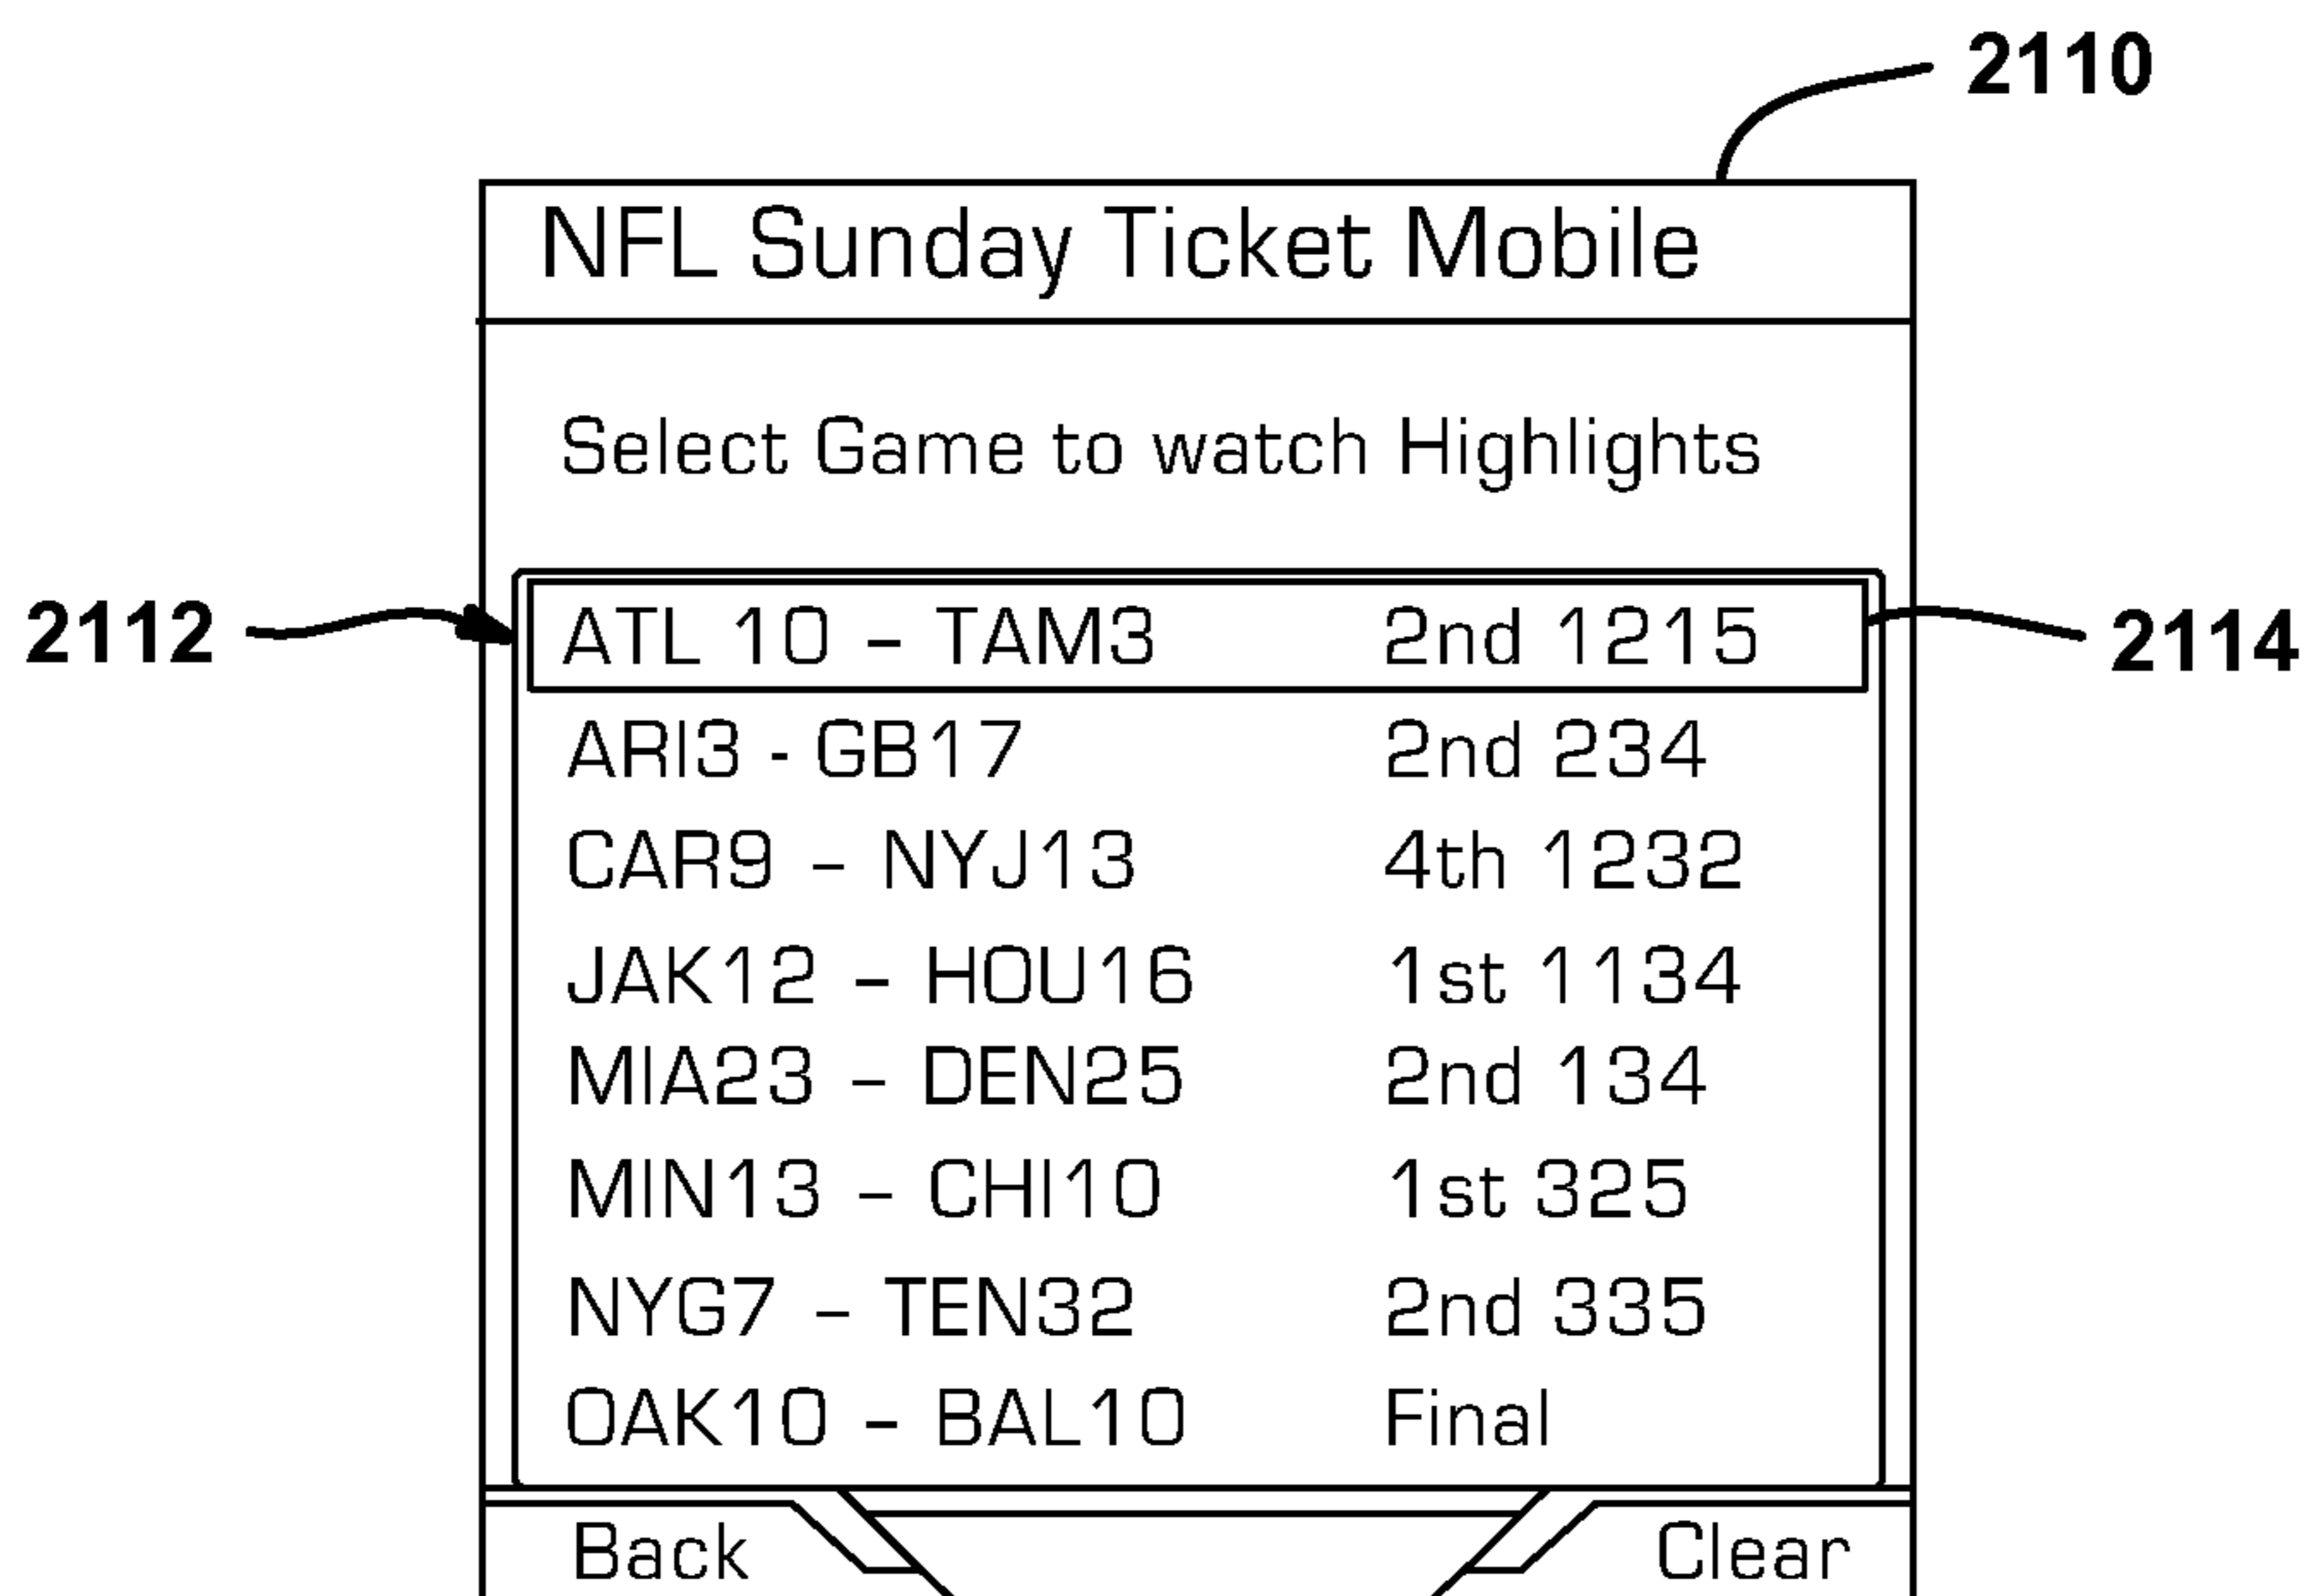 2110
NFL Sunday Ticket Mobile
Select Game to watch Highlights
2112
ATL 10 – TAM3 2nd 1215
2114
ARI3 - GB17 2nd 234
CAR9 – NYJ13 4th 1232
JAK12 – HOU16 1st 1134
MIA23 – DEN25 2nd 134
MIN13 – CHI10 1st 325
NYG7 – TEN32 2nd 335
OAK10 – BAL10 Final
Back Clear